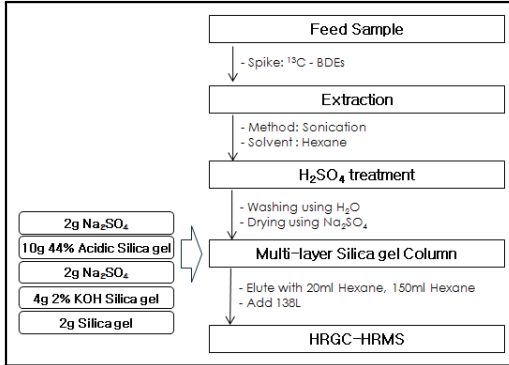 Feed Sample
- Spike: ¹³C - BDEs
Extraction
- Method: Sonication
- Solvent : Hexane
H₂SO₄ treatment
- Washing using H₂O
- Drying using Na₂SO₄
2g Na₂SO₄
10g 44% Acidic Silica gel
2g Na₂SO₄
4g 2% KOH Silica gel
2g Silica gel
Multi-layer Silica gel Column
- Elute with 20ml Hexane, 150ml Hexane
- Add 138L
HRGC-HRMS